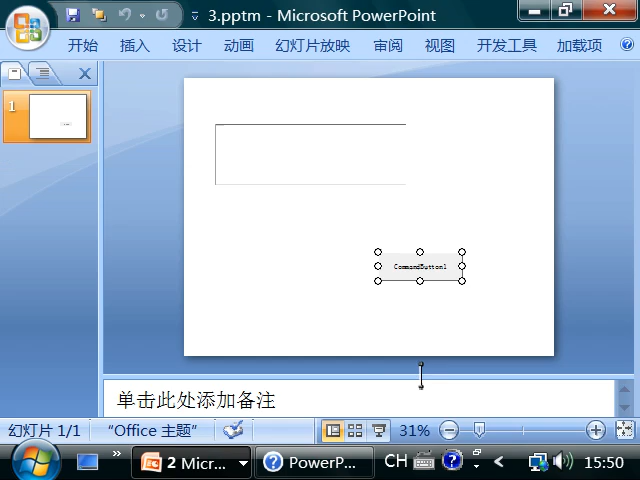 3.pptm - Microsoft PowerPoint
开始 插入 设计 动画 幻灯片放映 审阅 视图 开发工具 加载项
1
CommandButton1
单击此处添加备注
幻灯片 1/1 "Office 主题" 31%
2 Micr... PowerP... CH 15:50